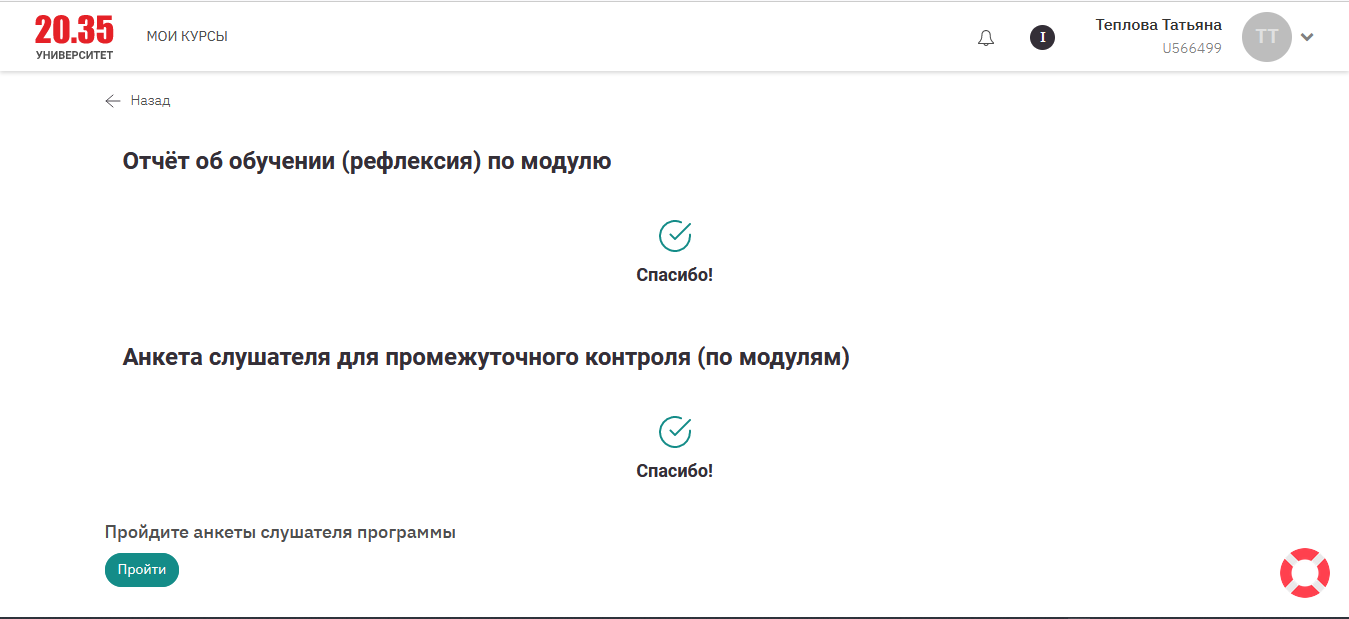 20.35
УНИВЕРСИТЕТ
МОИ КУРСЫ
I
Теплова Татьяна
U566499
ТТ
Назад
Отчёт об обучении (рефлексия) по модулю
Спасибо!
Анкета слушателя для промежуточного контроля (по модулям)
Спасибо!
Пройдите анкеты слушателя программы
Пройти